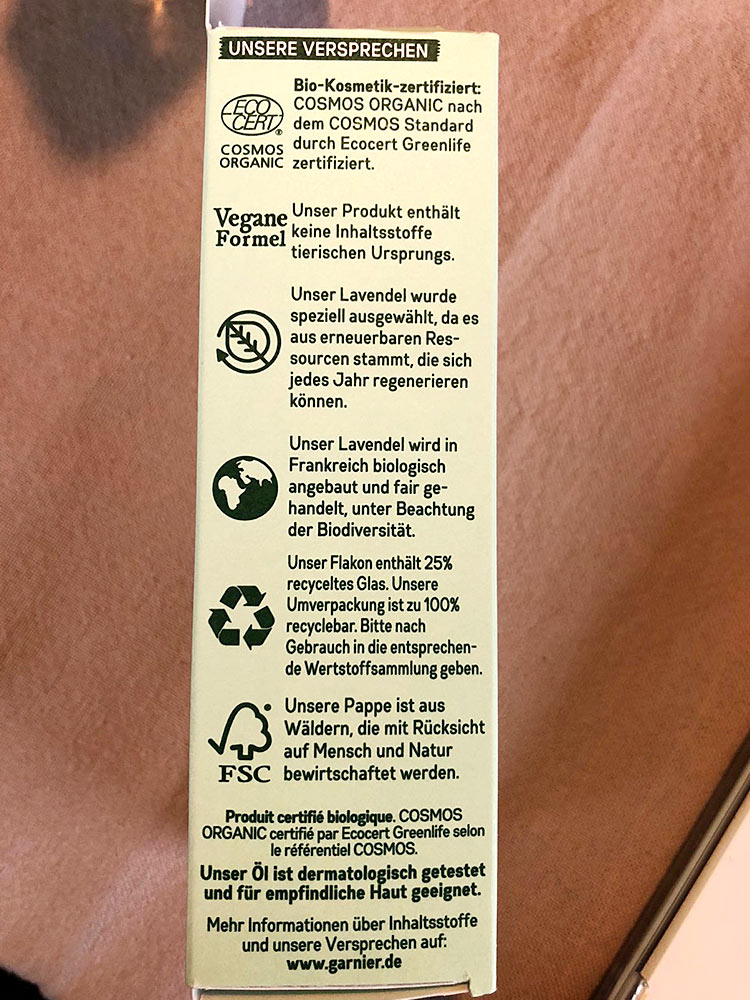 UNSERE VERSPRECHEN
ECO
CERT
®
COSMOS
ORGANIC
Bio-Kosmetik-zertifiziert:
COSMOS ORGANIC nach
dem COSMOS Standard
durch Ecocert Greenlife
zertifiziert.
Vegane
Formel
Unser Produkt enthält
keine Inhaltsstoffe
tierischen Ursprungs.
Unser Lavendel wurde
speziell ausgewählt, da es
aus erneuerbaren Res-
sourcen stammt, die sich
jedes Jahr regenerieren
können.
Unser Lavendel wird in
Frankreich biologisch
angebaut und fair ge-
handelt, unter Beachtung
der Biodiversität.
Unser Flakon enthält 25%
recyceltes Glas. Unsere
Umverpackung ist zu 100%
recyclebar. Bitte nach
Gebrauch in die entsprechen-
de Wertstoffsammlung geben.
FSC
Unsere Pappe ist aus
Wäldern, die mit Rücksicht
auf Mensch und Natur
bewirtschaftet werden.
Produit certifié biologique. COSMOS
ORGANIC certifié par Ecocert Greenlife selon
le référentiel COSMOS.
Unser Öl ist dermatologisch getestet
und für empfindliche Haut geeignet.
Mehr Informationen über Inhaltsstoffe
und unsere Versprechen auf:
www.garnier.de